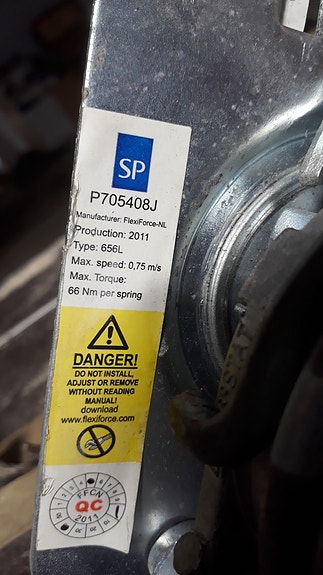 SP
P705408J
Manufacturer: FlexiForce-NL
Production: 2011
Type: 656L
Max. speed: 0,75 m/s
Max. Torque:
66 Nm per spring
DANGER!
DO NOT INSTALL,
ADJUST OR REMOVE
WITHOUT READING
MANUAL!
download
www.flexiforce.com
FFCN
QC
2011